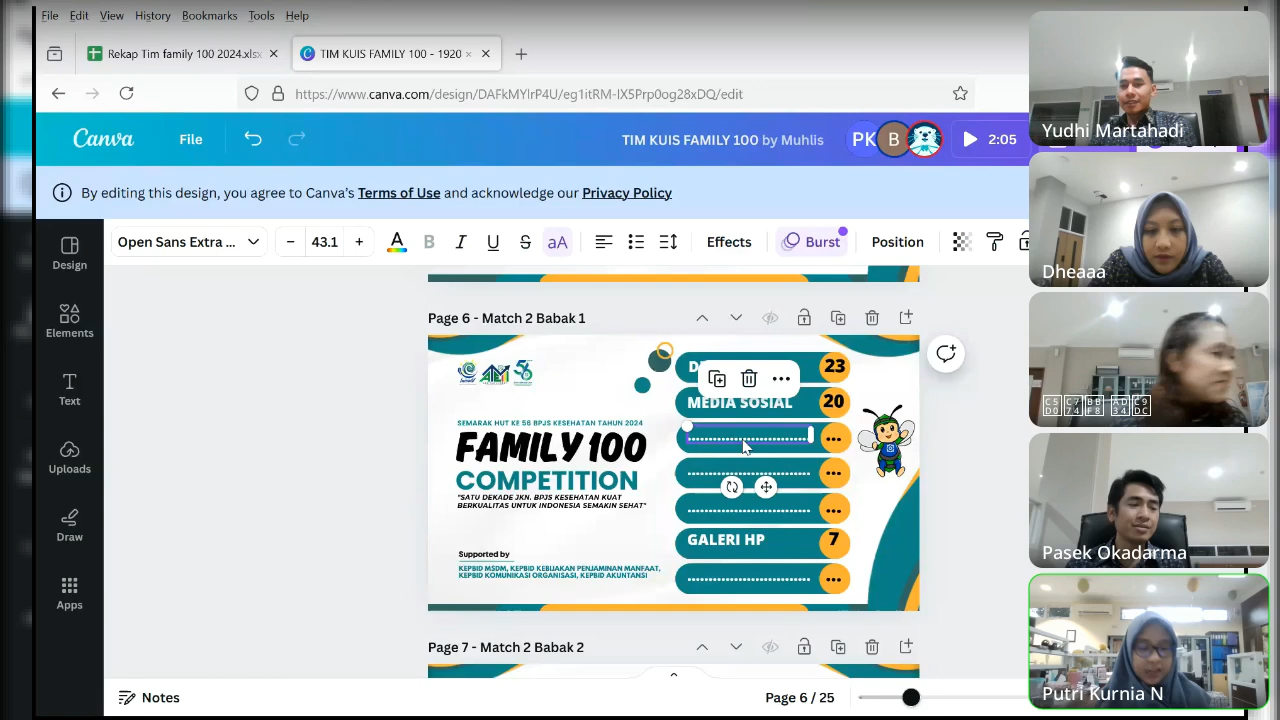 File Edit View History Bookmarks Tools Help
Rekap Tim family 100 2024.xlsx
TIM KUIS FAMILY 100 - 1920 ×
https://www.canva.com/design/DAFkMYlrP4U/eg1itRM-IX5Prp0og28xDQ/edit
Canva
File
TIM KUIS FAMILY 100 by Muhlis
PK
B
2:05
By editing this design, you agree to Canva's Terms of Use and acknowledge our Privacy Policy
Open Sans Extra ...
– 43.1 +
A B I U S aA
Effects
Burst
Position
Design
Elements
Text
Uploads
Draw
Apps
Page 6 - Match 2 Babak 1
56
SEMARAK HUT KE 56 BPJS KESEHATAN TAHUN 2024
FAMILY 100
COMPETITION
"SATU DEKADE JKN. BPJS KESEHATAN KUAT
BERKUALITAS UNTUK INDONESIA SEMAKIN SEHAT"
Supported by
KEPBID MSDM, KEPBID KEBIJAKAN PENJAMINAN MANFAAT,
KEPBID KOMUNIKASI ORGANISASI, KEPBID AKUNTANSI
D 23
MEDIA SOSIAL 20
................................ ...
................................ ...
................................ ...
GALERI HP 7
................................ ...
Page 7 - Match 2 Babak 2
Notes
Page 6 / 25
Yudhi Martahadi
Dheaaa
Pasek Okadarma
Putri Kurnia N